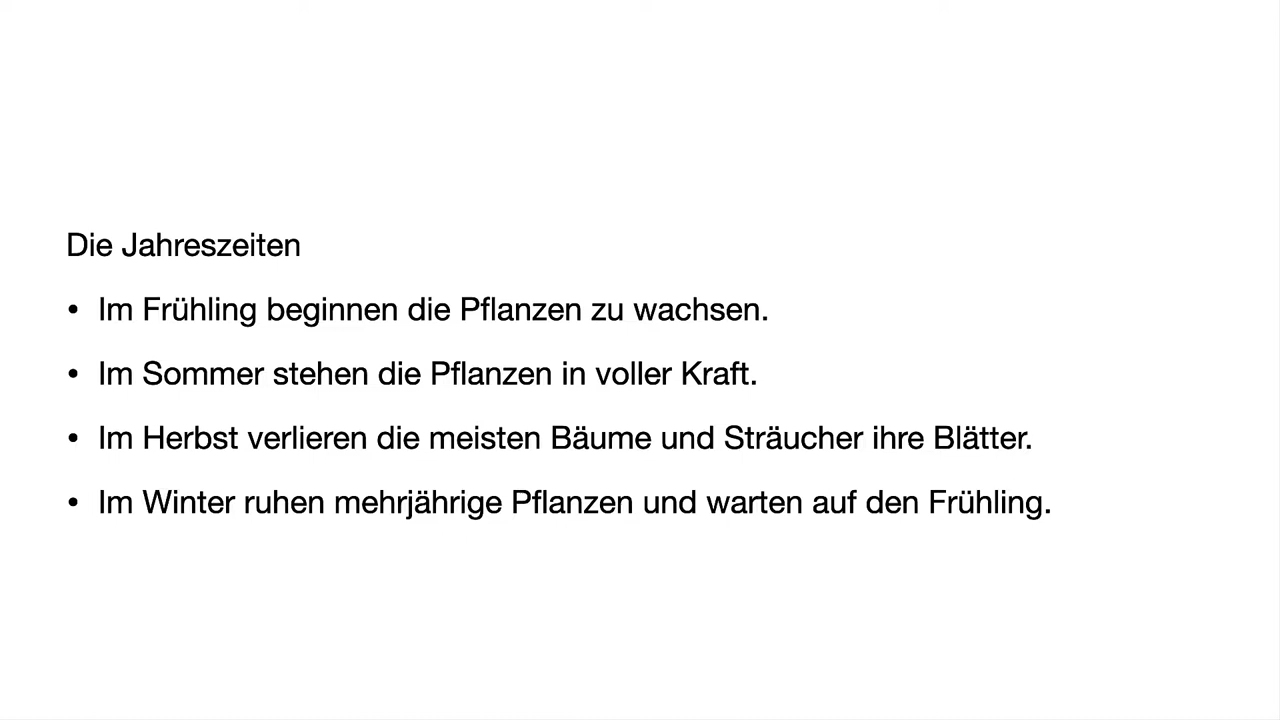 Die Jahreszeiten
• Im Frühling beginnen die Pflanzen zu wachsen.
• Im Sommer stehen die Pflanzen in voller Kraft.
• Im Herbst verlieren die meisten Bäume und Sträucher ihre Blätter.
• Im Winter ruhen mehrjährige Pflanzen und warten auf den Frühling.